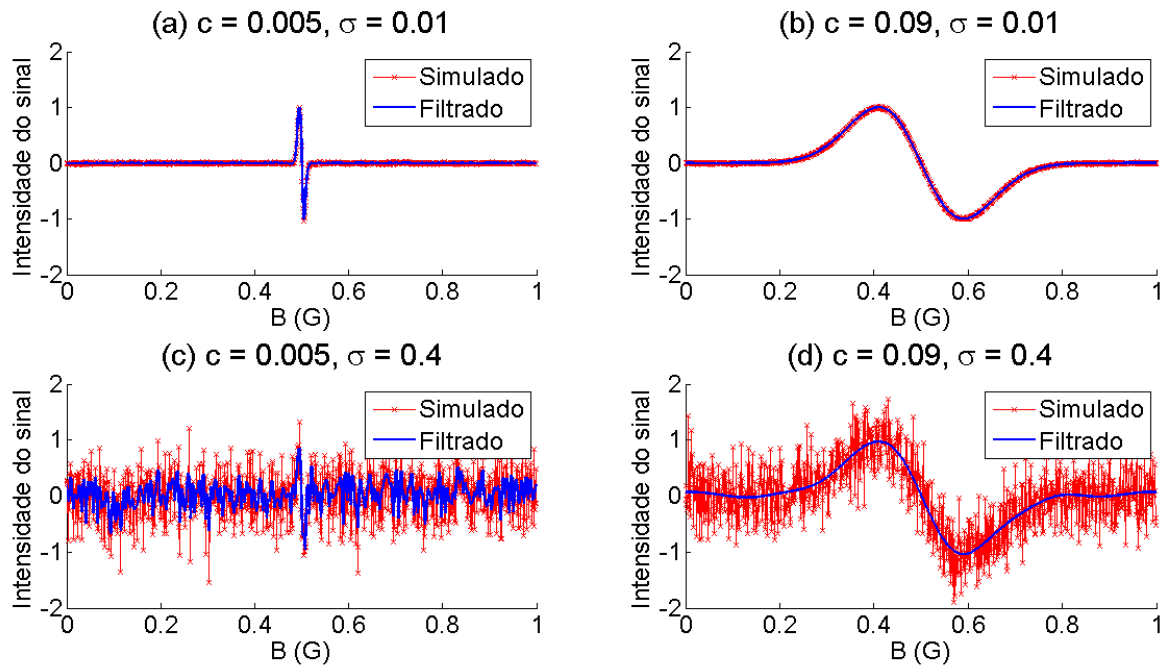 (a) c = 0.005, σ = 0.01
Intensidade do sinal
2
1
0
-1
-2
Simulado
Filtrado
0 0.2 0.4 0.6 0.8 1
B (G)
(b) c = 0.09, σ = 0.01
Intensidade do sinal
2
1
0
-1
-2
Simulado
Filtrado
0 0.2 0.4 0.6 0.8 1
B (G)
(c) c = 0.005, σ = 0.4
Intensidade do sinal
2
1
0
-1
-2
Simulado
Filtrado
0 0.2 0.4 0.6 0.8 1
B (G)
(d) c = 0.09, σ = 0.4
Intensidade do sinal
2
1
0
-1
-2
Simulado
Filtrado
0 0.2 0.4 0.6 0.8 1
B (G)